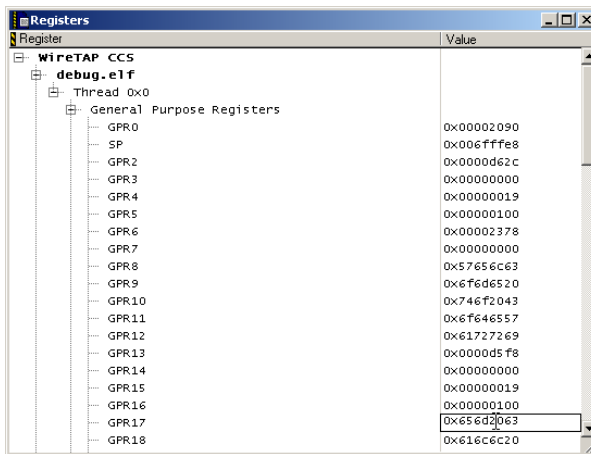 Registers
Register Value
WireTAP CCS
debug.elf
Thread 0x0
General Purpose Registers
GPR0 0x00002090
SP 0x006fffe8
GPR2 0x0000d62c
GPR3 0x00000000
GPR4 0x00000019
GPR5 0x00000100
GPR6 0x00002378
GPR7 0x00000000
GPR8 0x57656c63
GPR9 0x6f6d6520
GPR10 0x746f2043
GPR11 0x6f646557
GPR12 0x61727269
GPR13 0x0000d5f8
GPR14 0x00000000
GPR15 0x00000019
GPR16 0x00000100
GPR17 0x656d2063
GPR18 0x616c6c20